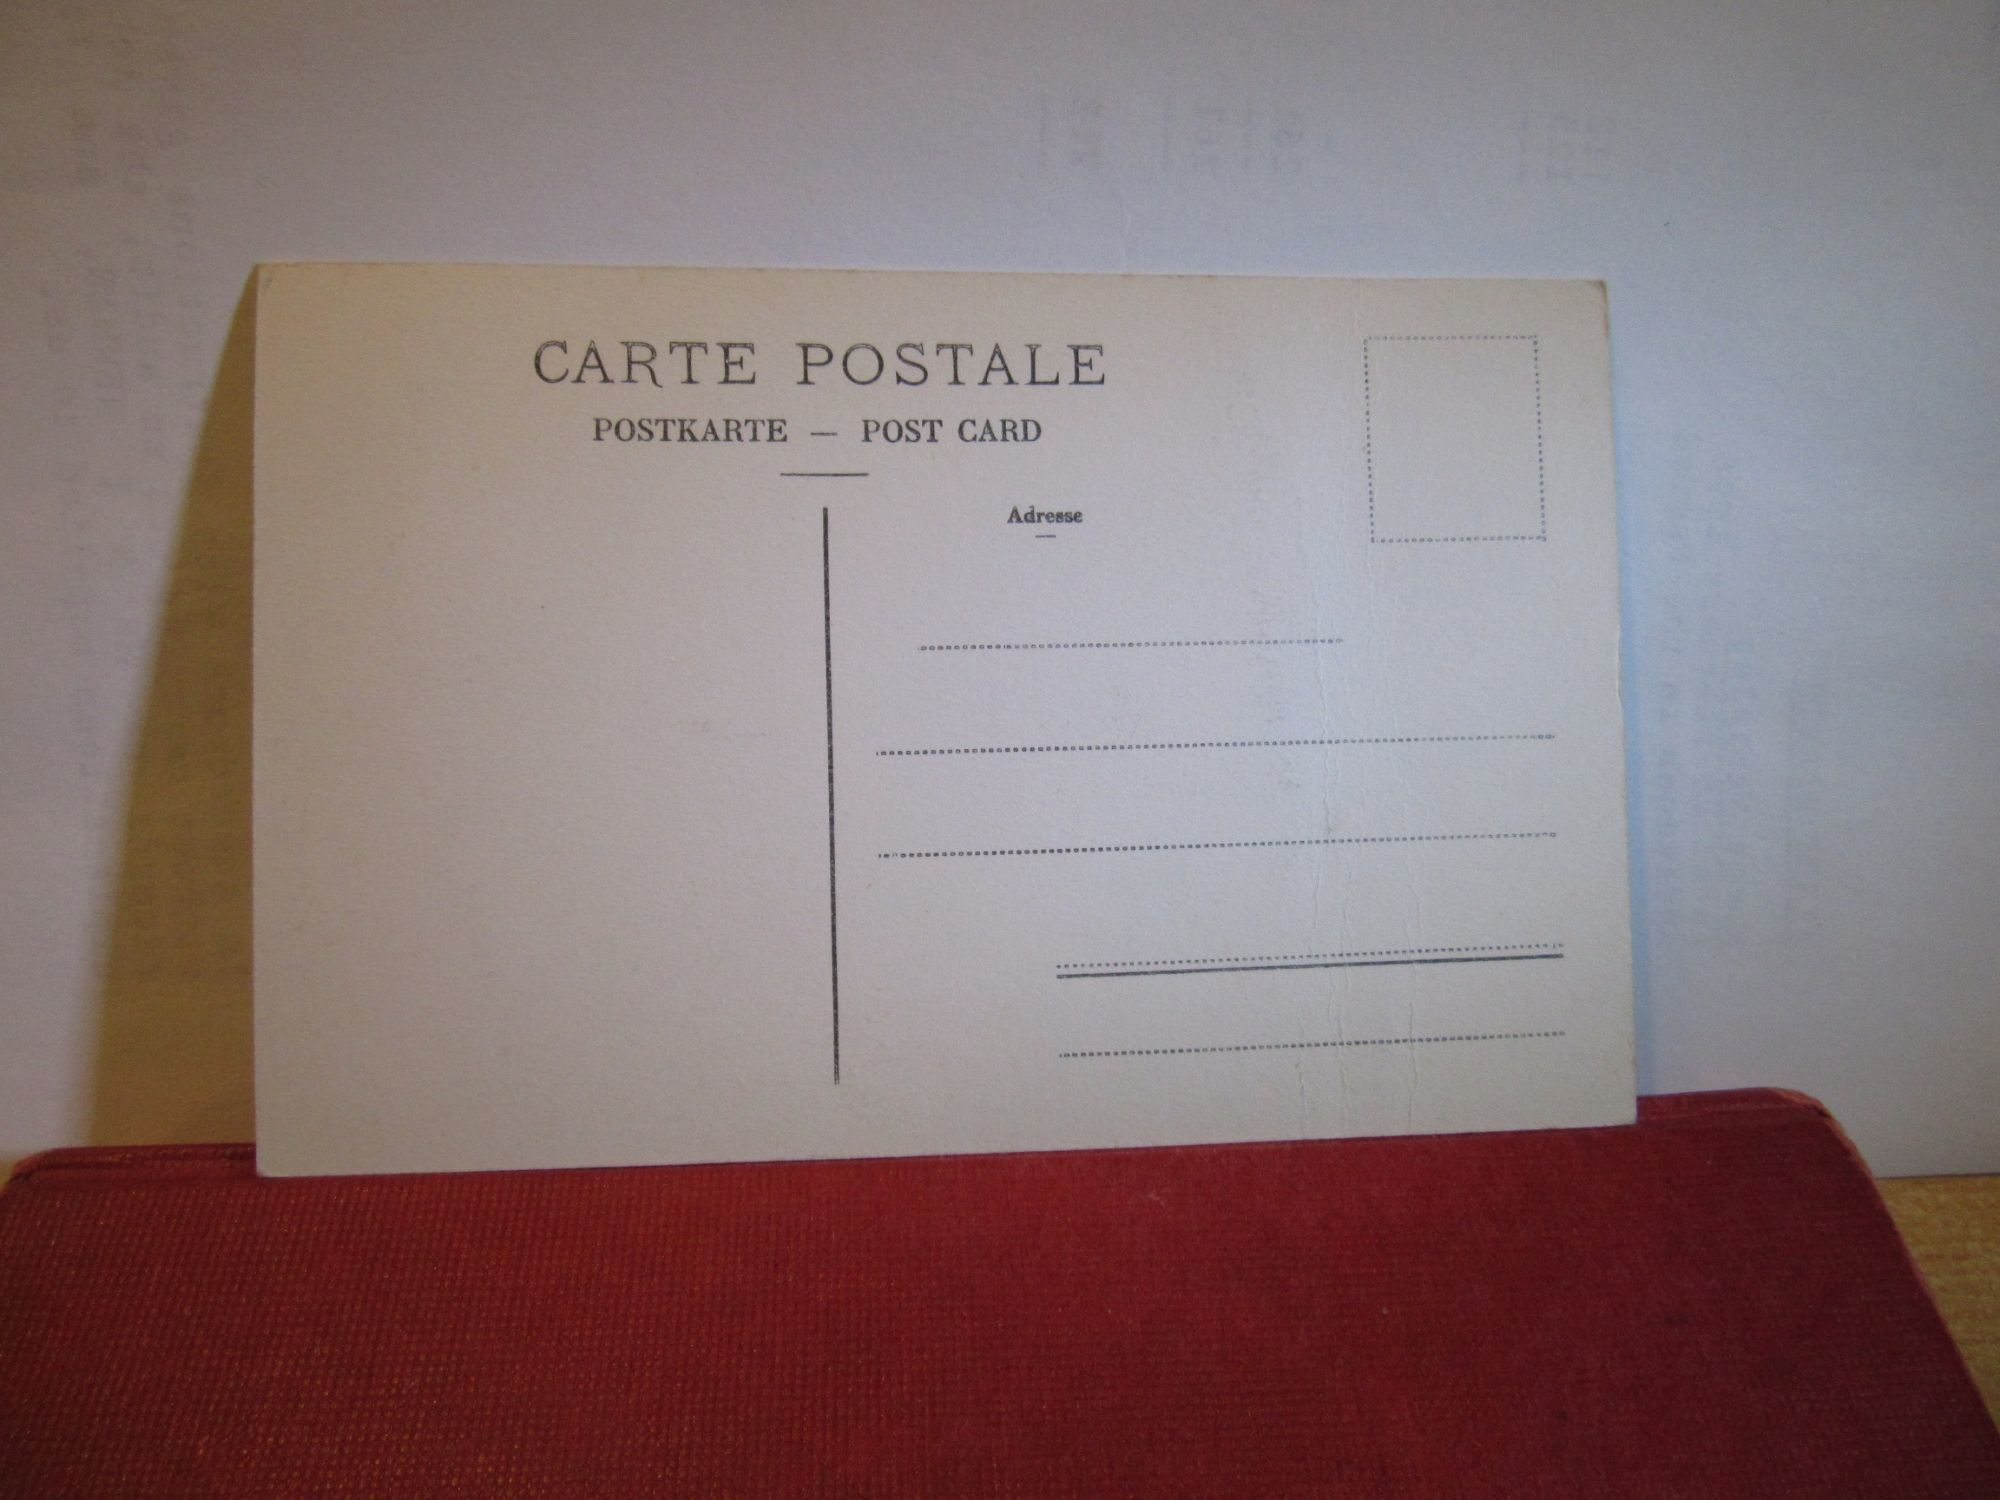 CARTE POSTALE
POSTKARTE — POST CARD
Adresse